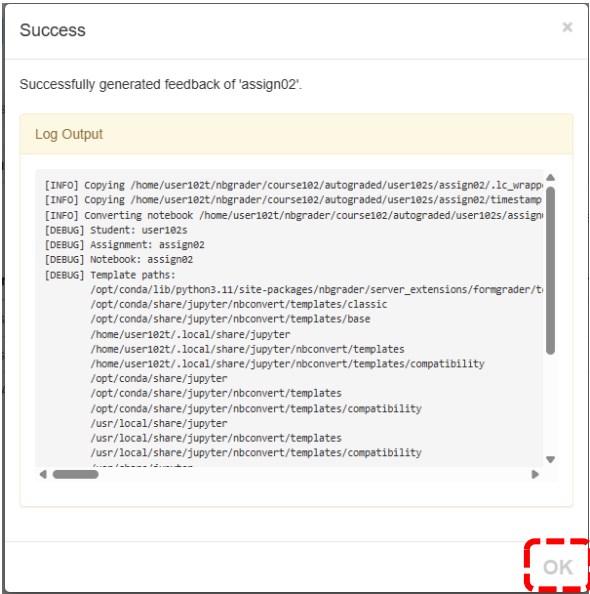 Success ×
Successfully generated feedback of 'assign02'.
Log Output
[INFO] Copying /home/user102t/nbgrader/course102/autograded/user102s/assign02/.lc_wrapp
[INFO] Copying /home/user102t/nbgrader/course102/autograded/user102s/assign02/timestamp
[INFO] Converting notebook /home/user102t/nbgrader/course102/autograded/user102s/assign
[DEBUG] Student: user102s
[DEBUG] Assignment: assign02
[DEBUG] Notebook: assign02
[DEBUG] Template paths:
/opt/conda/lib/python3.11/site-packages/nbgrader/server_extensions/formgrader/t
/opt/conda/share/jupyter/nbconvert/templates/classic
/opt/conda/share/jupyter/nbconvert/templates/base
/home/user102t/.local/share/jupyter
/home/user102t/.local/share/jupyter/nbconvert/templates
/home/user102t/.local/share/jupyter/nbconvert/templates/compatibility
/opt/conda/share/jupyter
/opt/conda/share/jupyter/nbconvert/templates
/opt/conda/share/jupyter/nbconvert/templates/compatibility
/usr/local/share/jupyter
/usr/local/share/jupyter/nbconvert/templates
/usr/local/share/jupyter/nbconvert/templates/compatibility
OK